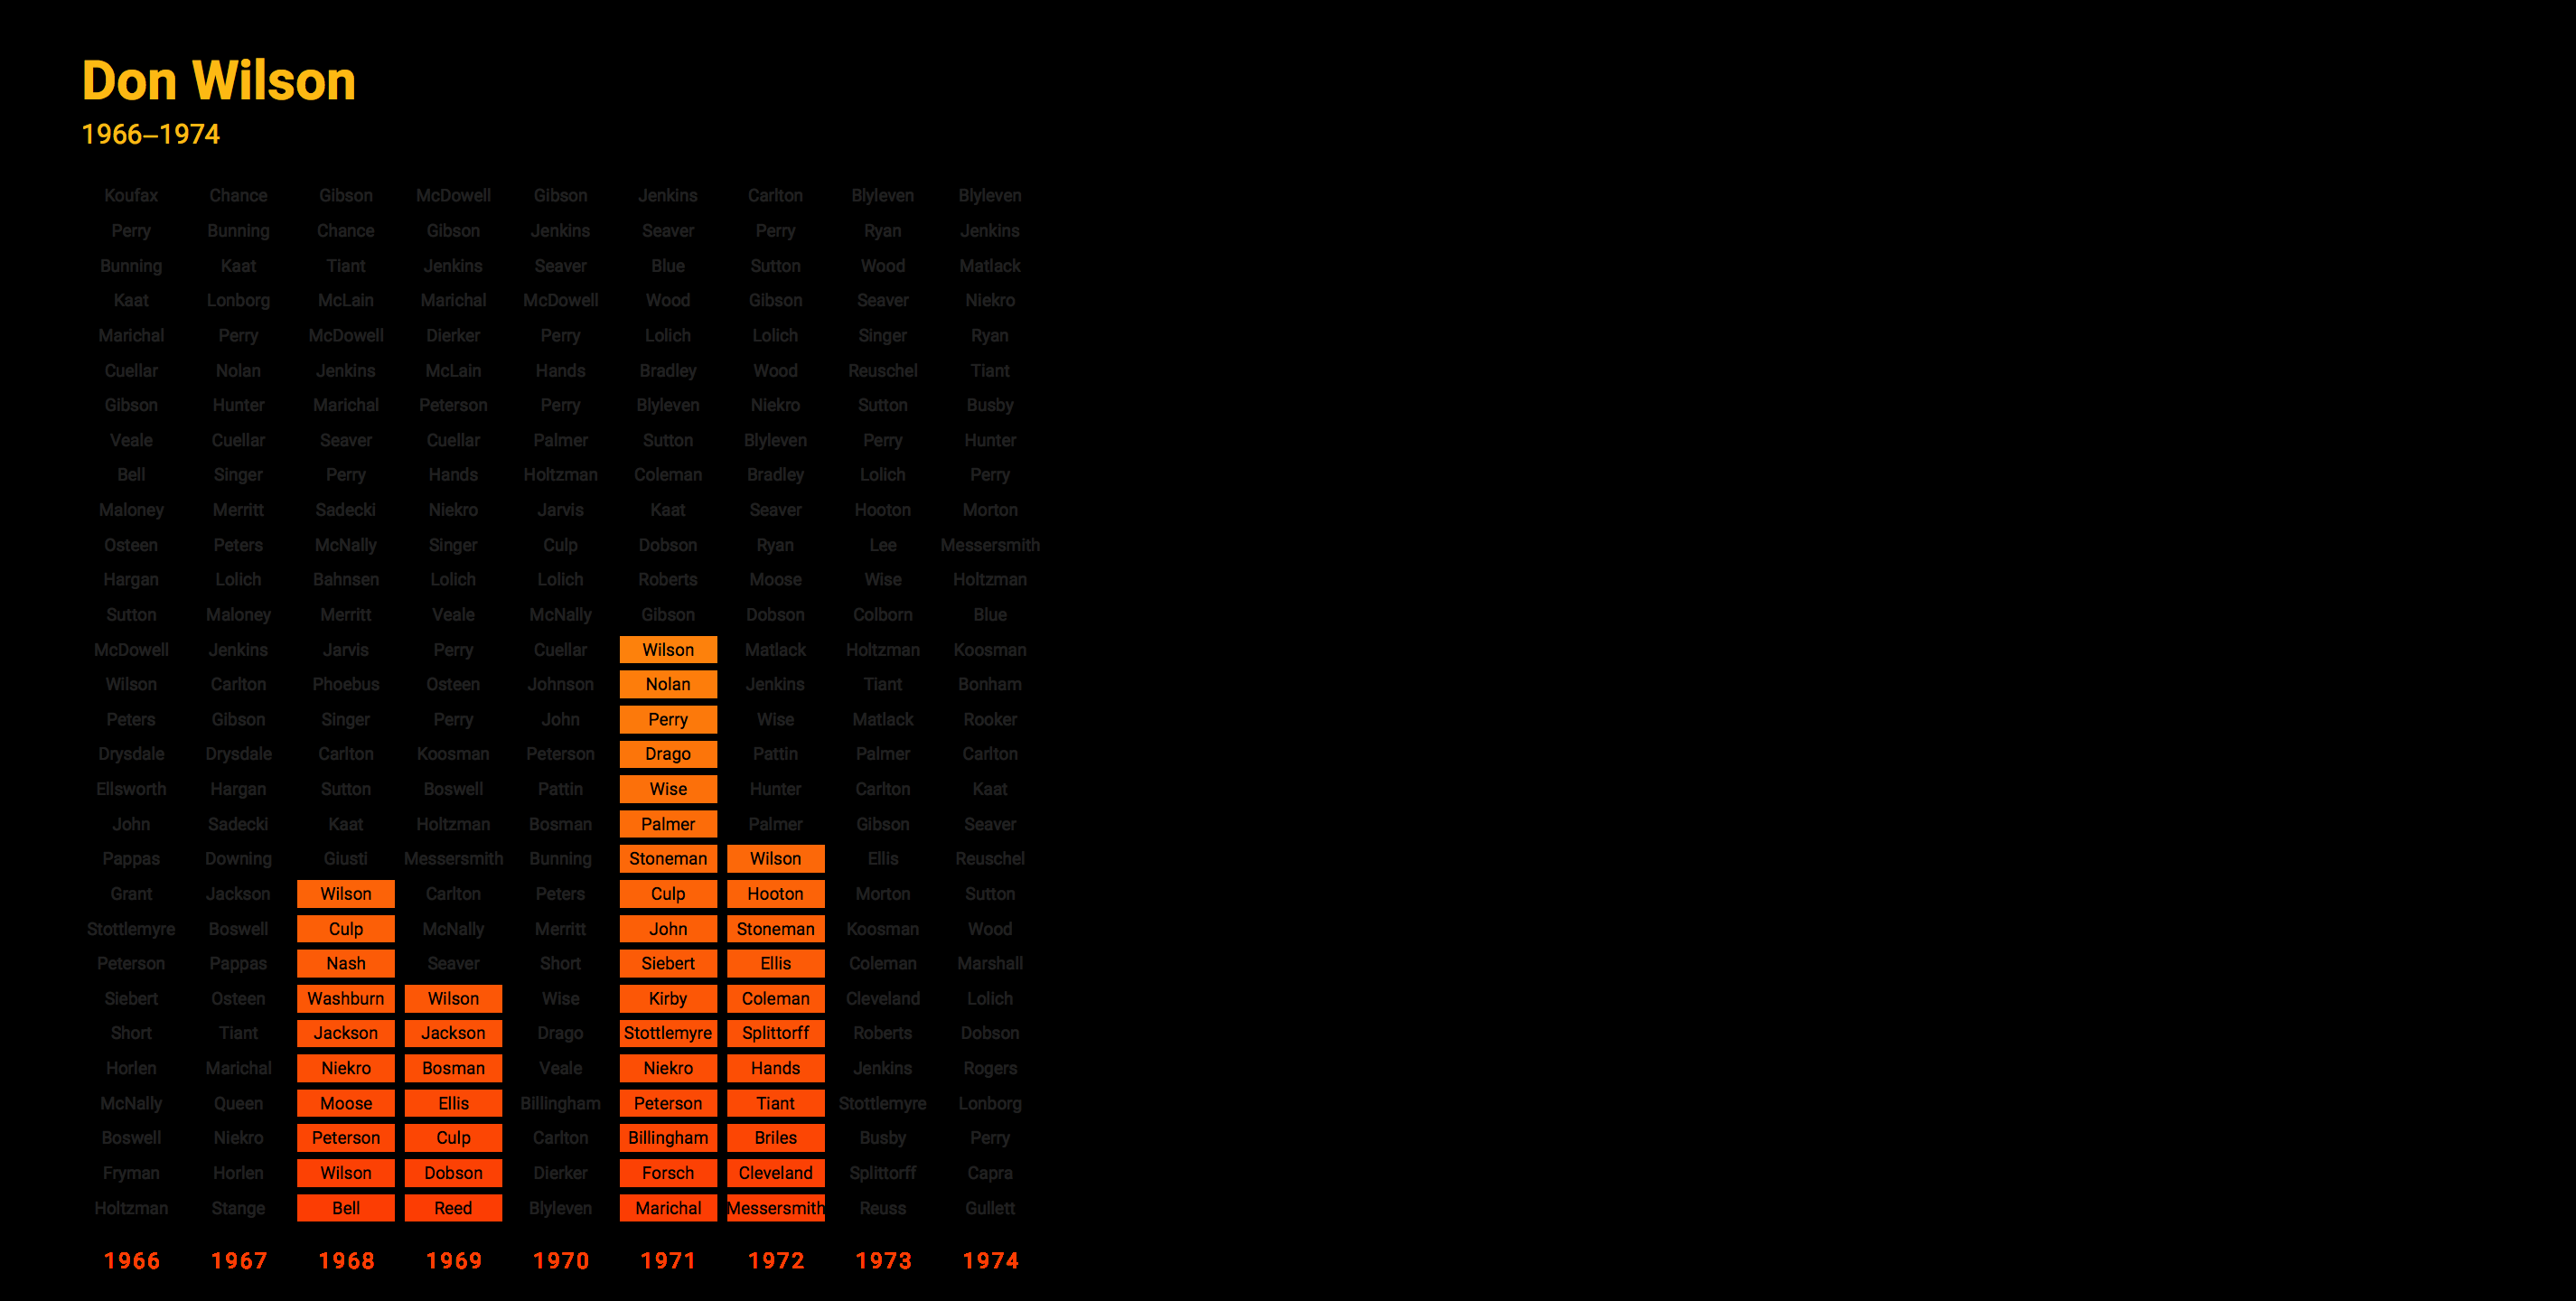 Don Wilson
1966–1974
Koufax Chance Gibson McDowell Gibson Jenkins Carlton Blyleven Blyleven
Perry Bunning Chance Gibson Jenkins Seaver Perry Ryan Jenkins
Bunning Kaat Tiant Jenkins Seaver Blue Sutton Wood Matlack
Kaat Lonborg McLain Marichal McDowell Wood Gibson Seaver Niekro
Marichal Perry McDowell Dierker Perry Lolich Lolich Singer Ryan
Cuellar Nolan Jenkins McLain Hands Bradley Wood Reuschel Tiant
Gibson Hunter Marichal Peterson Perry Blyleven Niekro Sutton Busby
Veale Cuellar Seaver Cuellar Palmer Sutton Blyleven Perry Hunter
Bell Singer Perry Hands Holtzman Coleman Bradley Lolich Perry
Maloney Merritt Sadecki Niekro Jarvis Kaat Seaver Hooton Morton
Osteen Peters McNally Singer Culp Dobson Ryan Lee Messersmith
Hargan Lolich Bahnsen Lolich Lolich Roberts Moose Wise Holtzman
Sutton Maloney Merritt Veale McNally Gibson Dobson Colborn Blue
McDowell Jenkins Jarvis Perry Cuellar Wilson Matlack Holtzman Koosman
Wilson Carlton Phoebus Osteen Johnson Nolan Jenkins Tiant Bonham
Peters Gibson Singer Perry John Perry Wise Matlack Rooker
Drysdale Drysdale Carlton Koosman Peterson Drago Pattin Palmer Carlton
Ellsworth Hargan Sutton Boswell Pattin Wise Hunter Carlton Kaat
John Sadecki Kaat Holtzman Bosman Palmer Palmer Gibson Seaver
Pappas Downing Giusti Messersmith Bunning Stoneman Wilson Ellis Reuschel
Grant Jackson Wilson Carlton Peters Culp Hooton Morton Sutton
Stottlemyre Boswell Culp McNally Merritt John Stoneman Koosman Wood
Peterson Pappas Nash Seaver Short Siebert Ellis Coleman Marshall
Siebert Osteen Washburn Wilson Wise Kirby Coleman Cleveland Lolich
Short Tiant Jackson Jackson Drago Stottlemyre Splittorff Roberts Dobson
Horlen Marichal Niekro Bosman Veale Niekro Hands Jenkins Rogers
McNally Queen Moose Ellis Billingham Peterson Tiant Stottlemyre Lonborg
Boswell Niekro Peterson Culp Carlton Billingham Briles Busby Perry
Fryman Horlen Wilson Dobson Dierker Forsch Cleveland Splittorff Capra
Holtzman Stange Bell Reed Blyleven Marichal Messersmith Reuss Gullett
1966 1967 1968 1969 1970 1971 1972 1973 1974